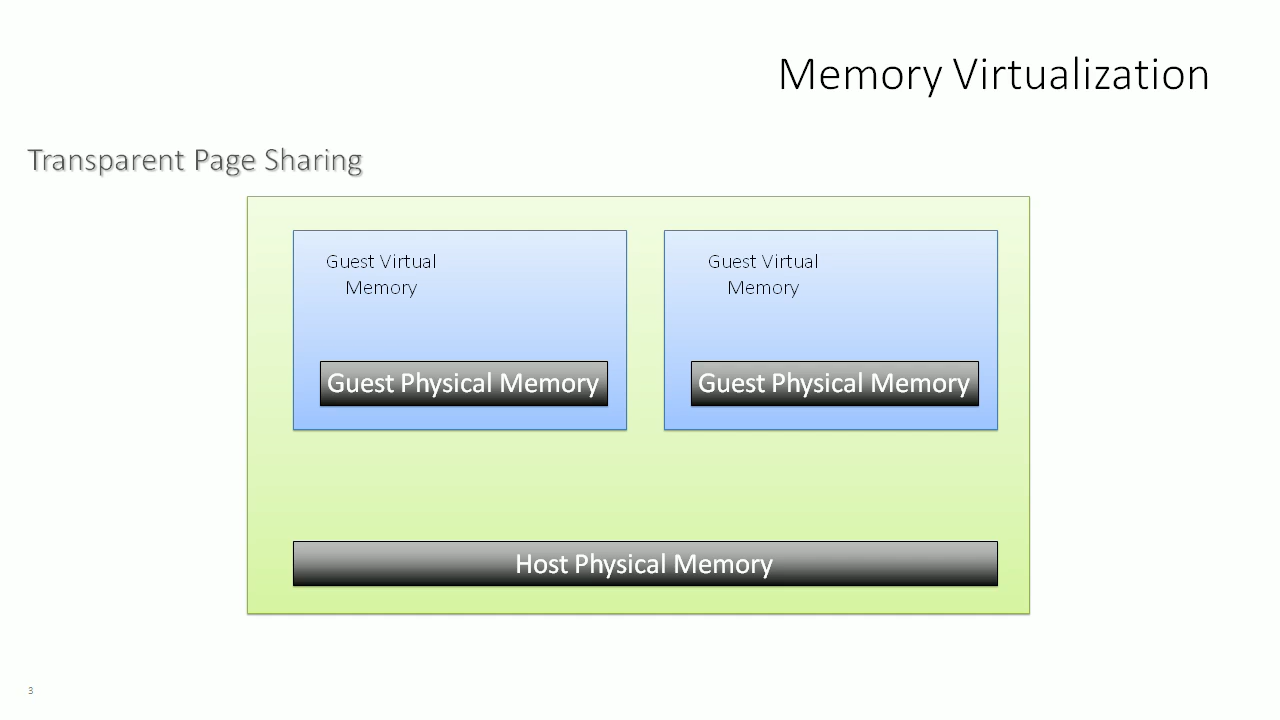 Memory Virtualization
Transparent Page Sharing
Guest Virtual
Memory
Guest Physical Memory
Guest Virtual
Memory
Guest Physical Memory
Host Physical Memory
3